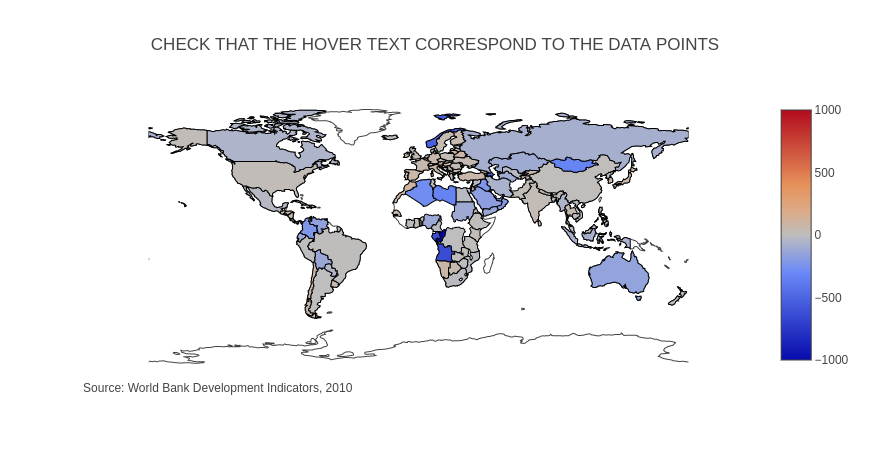 CHECK THAT THE HOVER TEXT CORRESPOND TO THE DATA POINTS
1000
500
0
−500
−1000
Source: World Bank Development Indicators, 2010